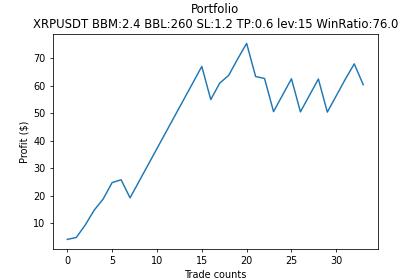 Portfolio
XRPUSDT BBM:2.4 BBL:260 SL:1.2 TP:0.6 lev:15 WinRatio:76.0
70
60
50
40
30
20
10
Profit ($)
0 5 10 15 20 25 30
Trade counts